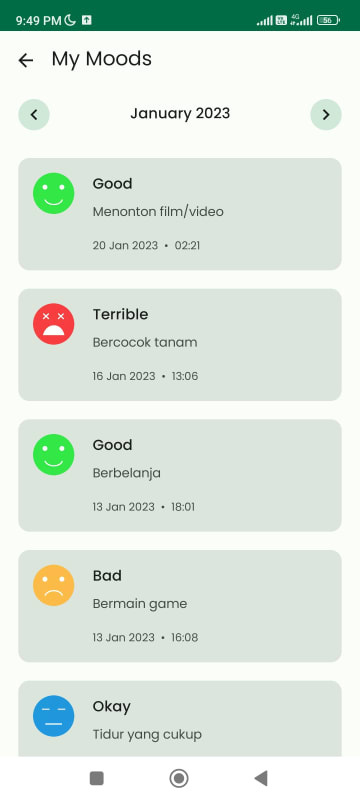 9:49 PM
4G
56
My Moods
January 2023
Good
Menonton film/video
20 Jan 2023 • 02:21
Terrible
Bercocok tanam
16 Jan 2023 • 13:06
Good
Berbelanja
13 Jan 2023 • 18:01
Bad
Bermain game
13 Jan 2023 • 16:08
Okay
Tidur yang cukup